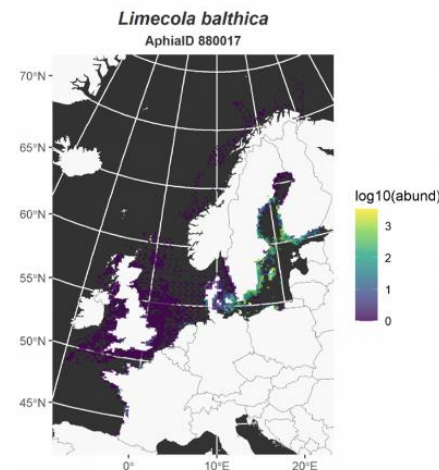 Limecola balthica
AphiaID 880017
70°N
65°N
60°N
55°N
50°N
45°N
0°
10°E
20°E
log10(abund)
3
2
1
0